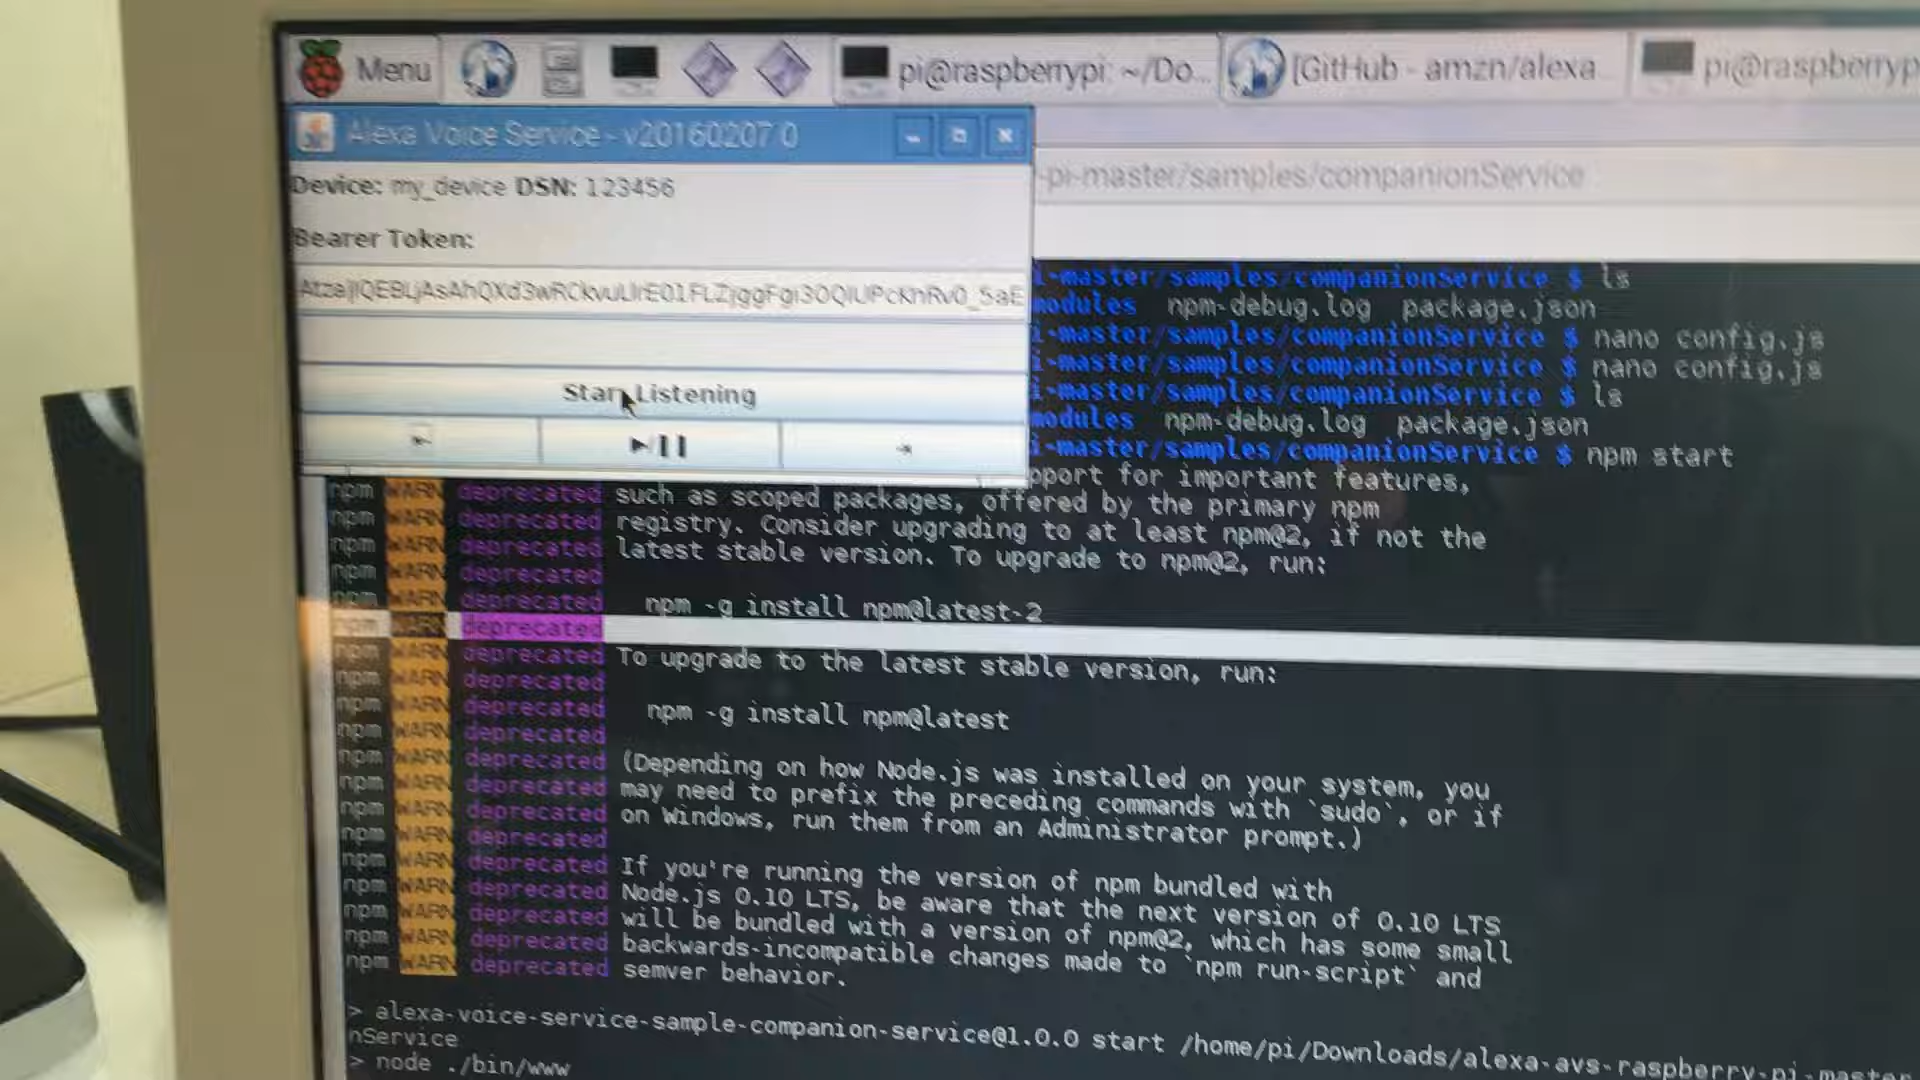 Menu
pi@raspberrypi: ~/Do...
[GitHub - amzn/alexa
pi@raspberryp
Alexa Voice Service - v20160207.0
Device: my_device DSN: 123456
Bearer Token:
Start Listening
-pi-master/samples/companionService
i-master/samples/companionService $ ls
modules npm-debug.log package.json
i-master/samples/companionService $ nano config.js
i-master/samples/companionService $ nano config.js
i-master/samples/companionService $ ls
modules npm-debug.log package.json
i-master/samples/companionService $ npm start
pport for important features,
npm WARN deprecated such as scoped packages, offered by the primary npm
npm WARN deprecated registry. Consider upgrading to at least npm@2, if not the
npm WARN deprecated latest stable version. To upgrade to npm@2, run:
npm WARN deprecated
npm WARN deprecated npm -g install npm@latest-2
npm WARN deprecated
npm WARN deprecated To upgrade to the latest stable version, run:
npm WARN deprecated
npm WARN deprecated npm -g install npm@latest
npm WARN deprecated
npm WARN deprecated (Depending on how Node.js was installed on your system, you
npm WARN deprecated may need to prefix the preceding commands with `sudo`, or if
npm WARN deprecated on Windows, run them from an Administrator prompt.)
npm WARN deprecated
npm WARN deprecated If you're running the version of npm bundled with
npm WARN deprecated Node.js 0.10 LTS, be aware that the next version of 0.10 LTS
npm WARN deprecated will be bundled with a version of npm@2, which has some small
npm WARN deprecated backwards-incompatible changes made to `npm run-script` and
npm WARN deprecated semver behavior.
> alexa-voice-service-sample-companion-service@1.0.0 start /home/pi/Downloads/alexa-avs-raspberry-pi-master
nService
> node ./bin/www